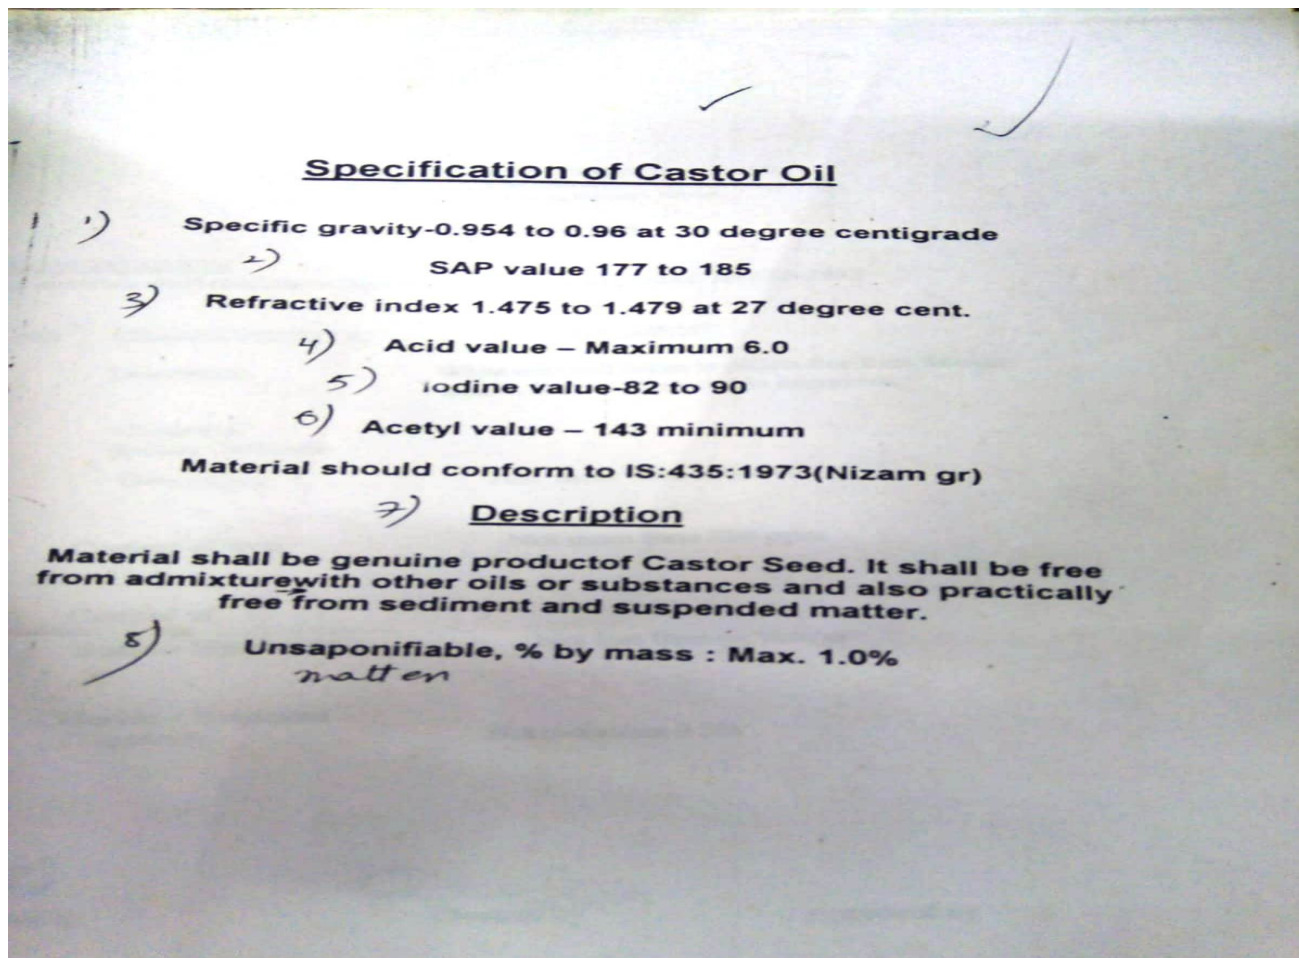 Specification of Castor Oil
1) Specific gravity-0.954 to 0.96 at 30 degree centigrade
2) SAP value 177 to 185
3) Refractive index 1.475 to 1.479 at 27 degree cent.
4) Acid value – Maximum 6.0
5) iodine value-82 to 90
6) Acetyl value – 143 minimum
Material should conform to IS:435:1973(Nizam gr)
7) Description
Material shall be genuine productof Castor Seed. It shall be free
from admixturewith other oils or substances and also practically
free from sediment and suspended matter.
8) Unsaponifiable, % by mass : Max. 1.0%
matter